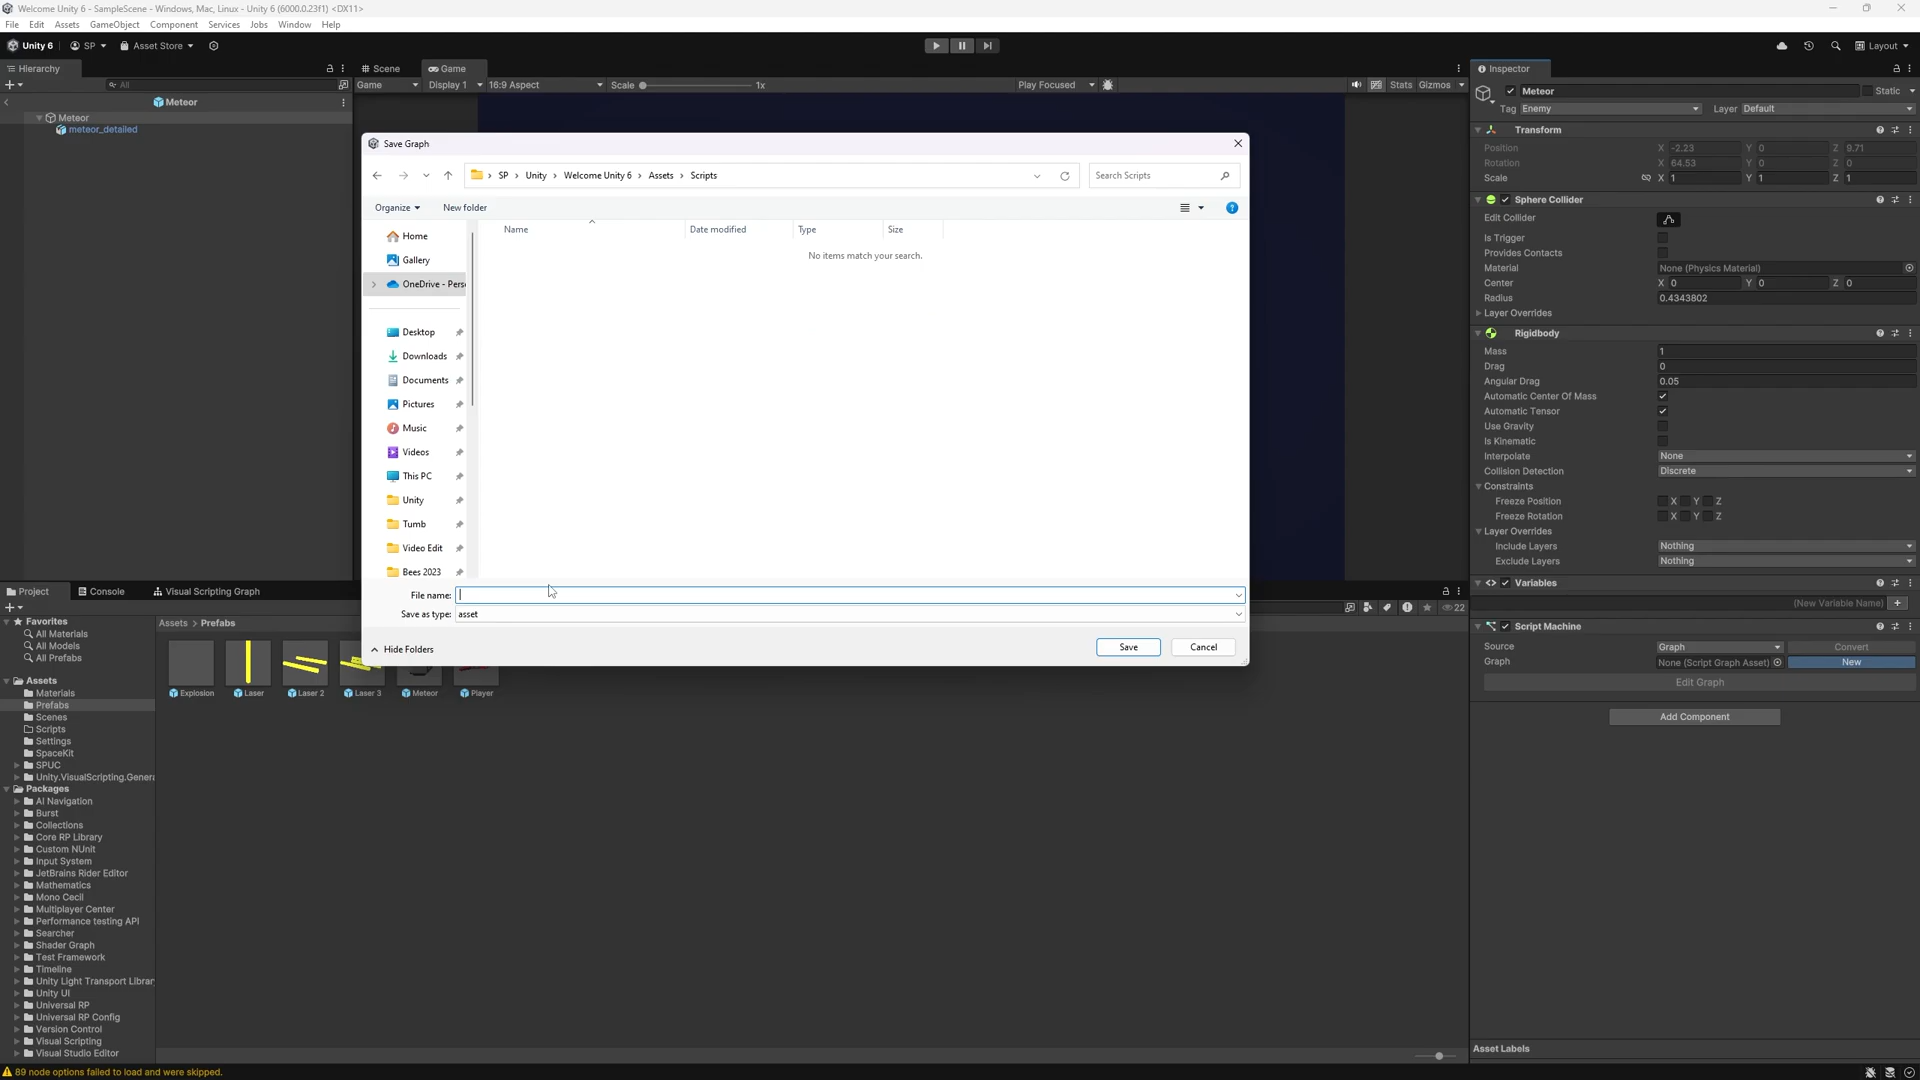 Welcome Unity 6 - SampleScene - Windows, Mac, Linux - Unity 6 (6000.0.23f1) <DX11>
File Edit Assets GameObject Component Services Jobs Window Help
Unity 6 SP Asset Store Layout
Hierarchy Scene Game Inspector
All Game Display 1 16:9 Aspect Scale 1x Play Focused Stats Gizmos
Meteor
Meteor
meteor_detailed
Save Graph
SP › Unity › Welcome Unity 6 › Assets › Scripts
Search Scripts
Organize New folder
Name Date modified Type Size
No items match your search.
Home
Gallery
OneDrive - Pers
Desktop
Downloads
Documents
Pictures
Music
Videos
This PC
Unity
Tumb
Video Edit
Bees 2023
File name:
Save as type: asset
Hide Folders
Save Cancel
Meteor Static
Tag Enemy Layer Default
Transform
Position X -2.23 Y 0 Z 9.71
Rotation X 64.53 Y 0 Z 0
Scale X 1 Y 1 Z 1
Sphere Collider
Edit Collider
Is Trigger
Provides Contacts
Material None (Physics Material)
Center X 0 Y 0 Z 0
Radius 0.4343802
Layer Overrides
Rigidbody
Mass 1
Drag 0
Angular Drag 0.05
Automatic Center Of Mass
Automatic Tensor
Use Gravity
Is Kinematic
Interpolate None
Collision Detection Discrete
Constraints
Freeze Position X Y Z
Freeze Rotation X Y Z
Layer Overrides
Include Layers Nothing
Exclude Layers Nothing
Variables
(New Variable Name)
Script Machine
Source Graph Convert
Graph None (Script Graph Asset) New
Edit Graph
Add Component
Asset Labels
Project Console Visual Scripting Graph
22
Favorites
All Materials
All Models
All Prefabs
Assets
Materials
Prefabs
Scenes
Scripts
Settings
SpaceKit
SPUC
Unity.VisualScripting.Genera
Packages
AI Navigation
Burst
Collections
Core RP Library
Custom NUnit
Input System
JetBrains Rider Editor
Mathematics
Mono Cecil
Multiplayer Center
Performance testing API
Searcher
Shader Graph
Test Framework
Timeline
Unity Light Transport Librar
Unity UI
Universal RP
Universal RP Config
Version Control
Visual Scripting
Visual Studio Editor
Assets > Prefabs
Explosion Laser Laser 2 Laser 3 Meteor Player
89 node options failed to load and were skipped.